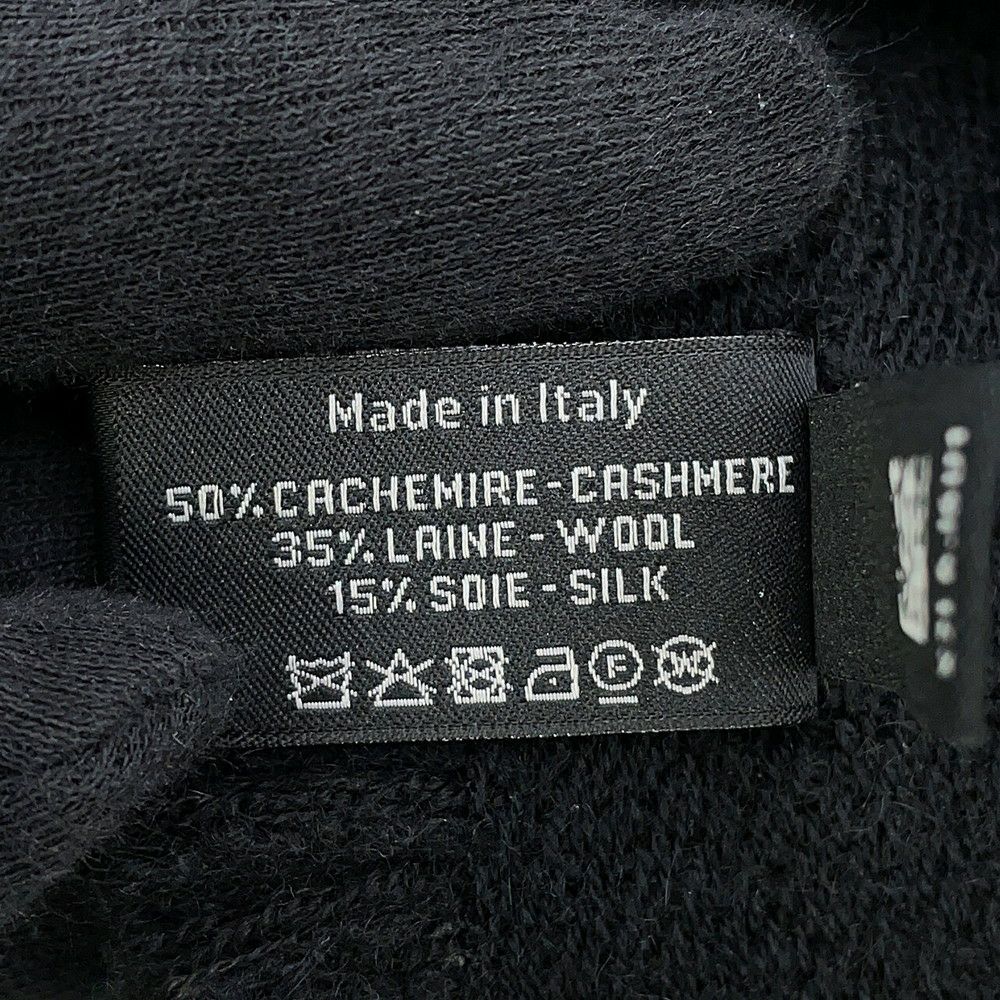 Made in Italy
50% CACHEMIRE - CASHMERE
35% LAINE - WOOL
15% SOIE - SILK
F
W